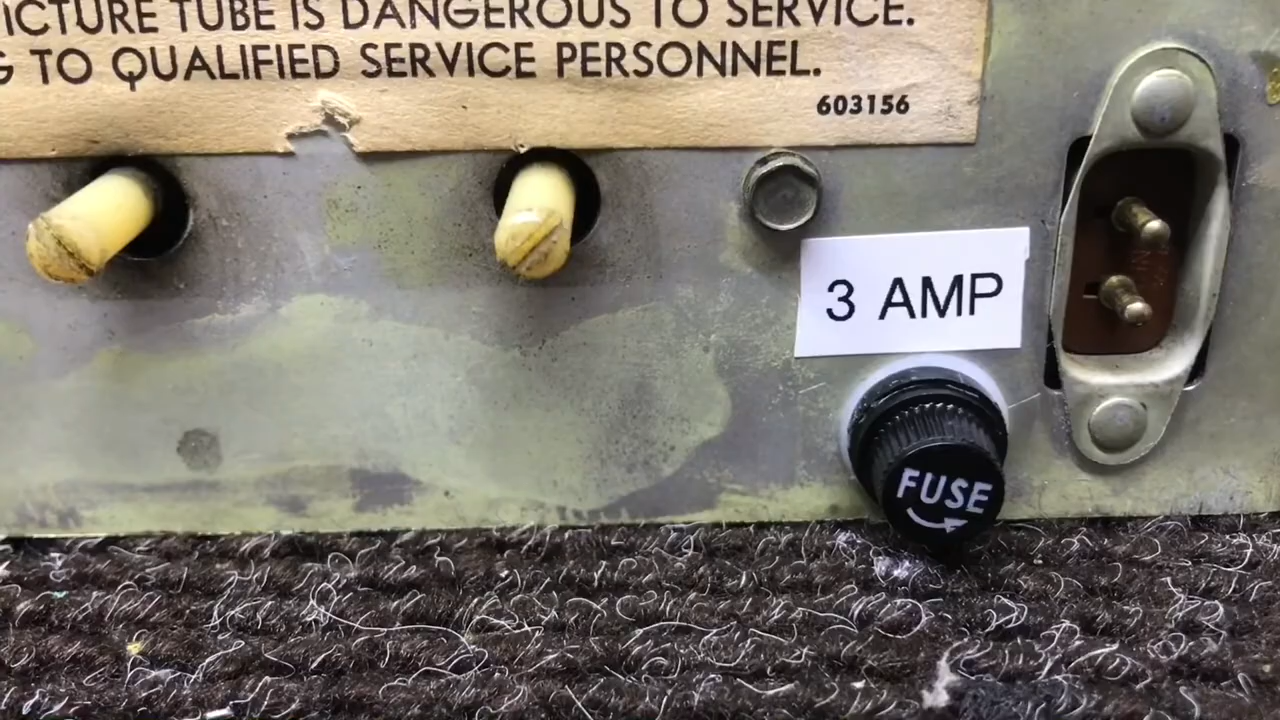 ICTURE TUBE IS DANGEROUS TO SERVICE.
G TO QUALIFIED SERVICE PERSONNEL.
603156
3 AMP
FUSE